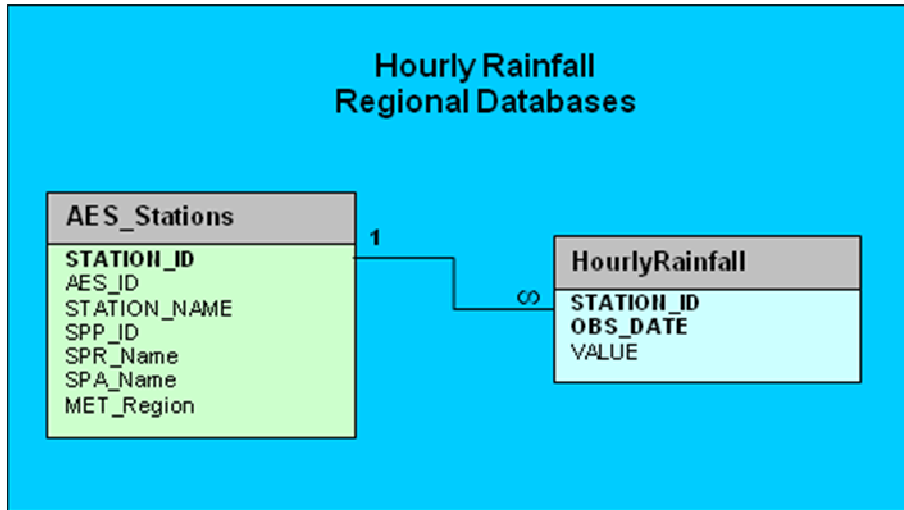 Hourly Rainfall
Regional Databases
AES_Stations
STATION_ID
AES_ID
STATION_NAME
SPP_ID
SPR_Name
SPA_Name
MET_Region
1
∞
HourlyRainfall
STATION_ID
OBS_DATE
VALUE